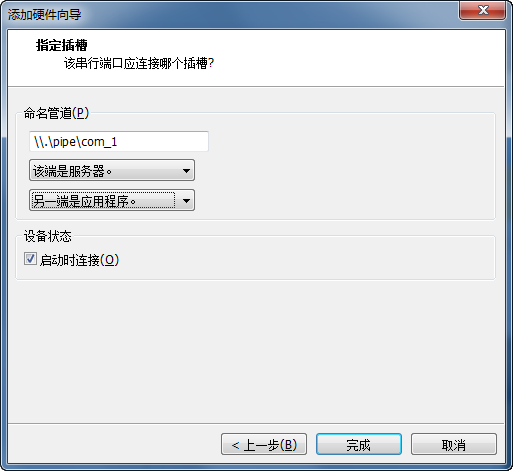 添加硬件向导
指定插槽
该串行端口应连接哪个插槽?
命名管道(P)
\\.\pipe\com_1
该端是服务器。
另一端是应用程序。
设备状态
启动时连接(O)
< 上一步(B)
完成
取消